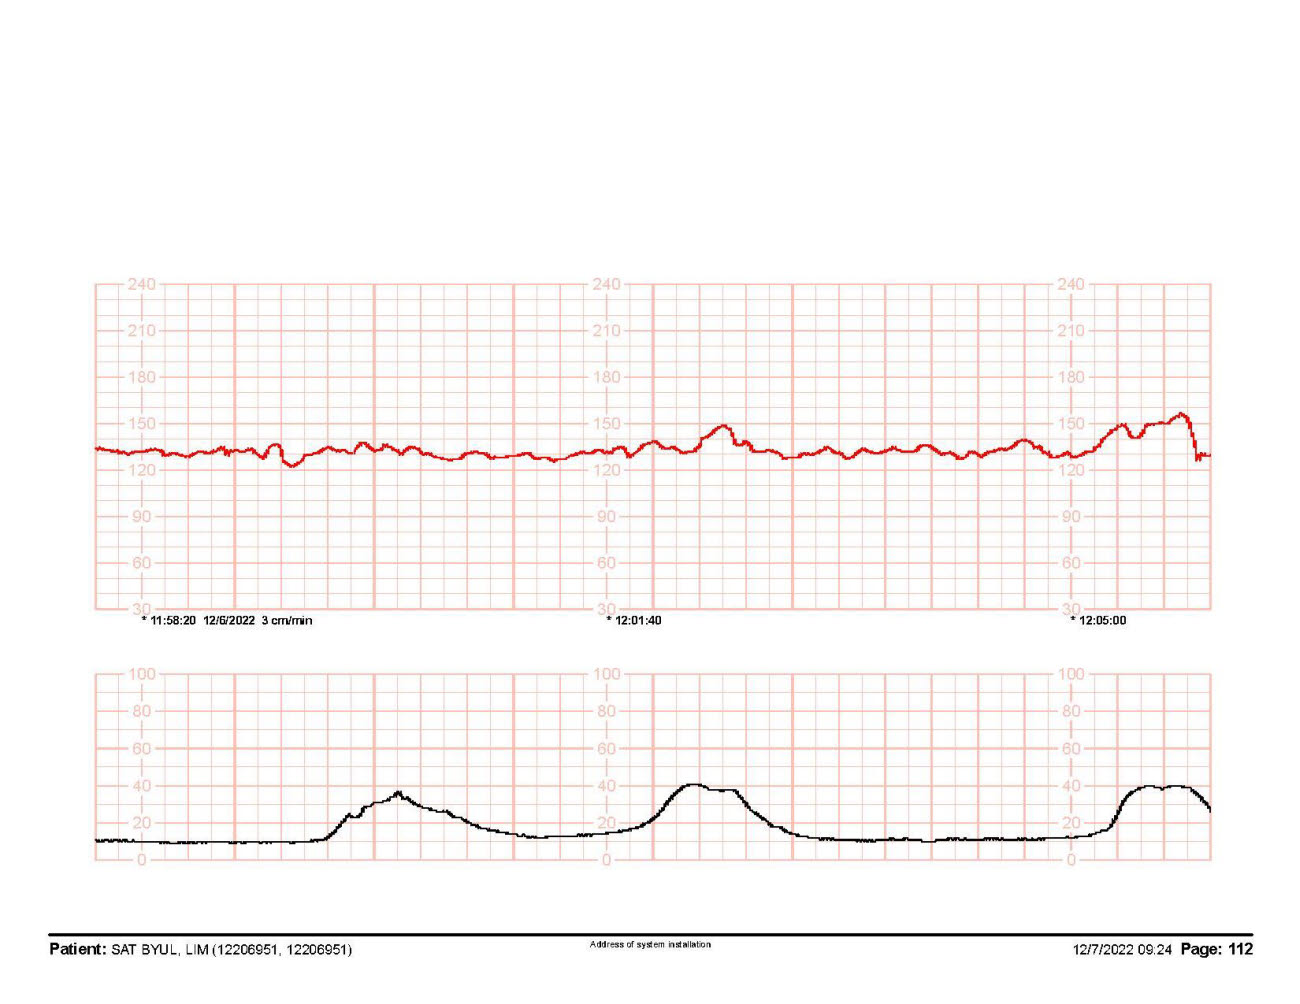 240 240 240
210 210 210
180 180 180
150 150 150
120 120 120
90 90 90
60 60 60
30 30 30
* 11:58:20 12/6/2022 3 cm/min * 12:01:40 * 12:05:00
100 100 100
80 80 80
60 60 60
40 40 40
20 20 20
0 0 0
Patient: SAT BYUL, LIM (12206951, 12206951) Address of system installation 12/7/2022 09:24 Page: 112